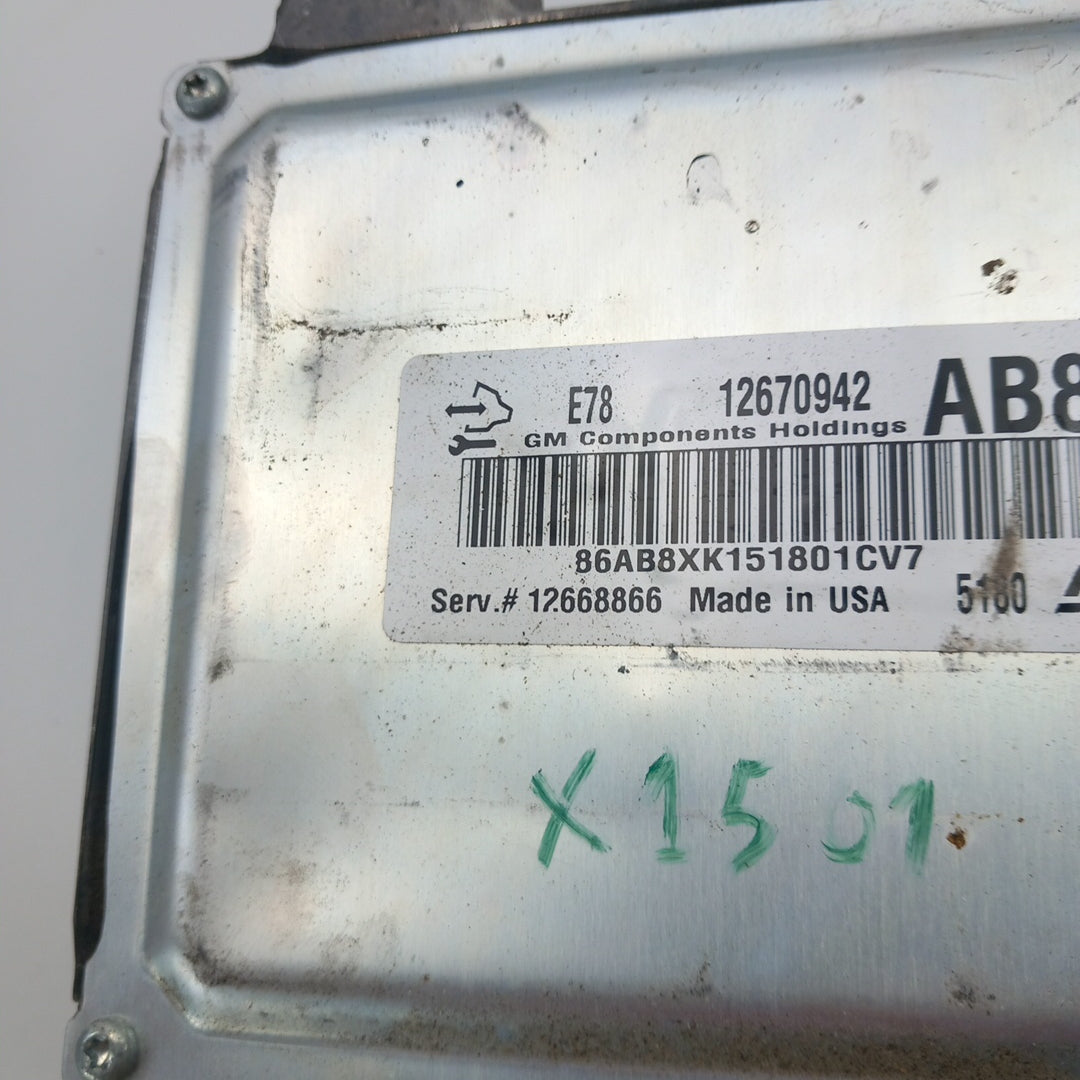 E78 12670942 AB8
GM Components Holdings
86AB8XK151801CV7
Serv.# 12668866 Made in USA 5180
X1501